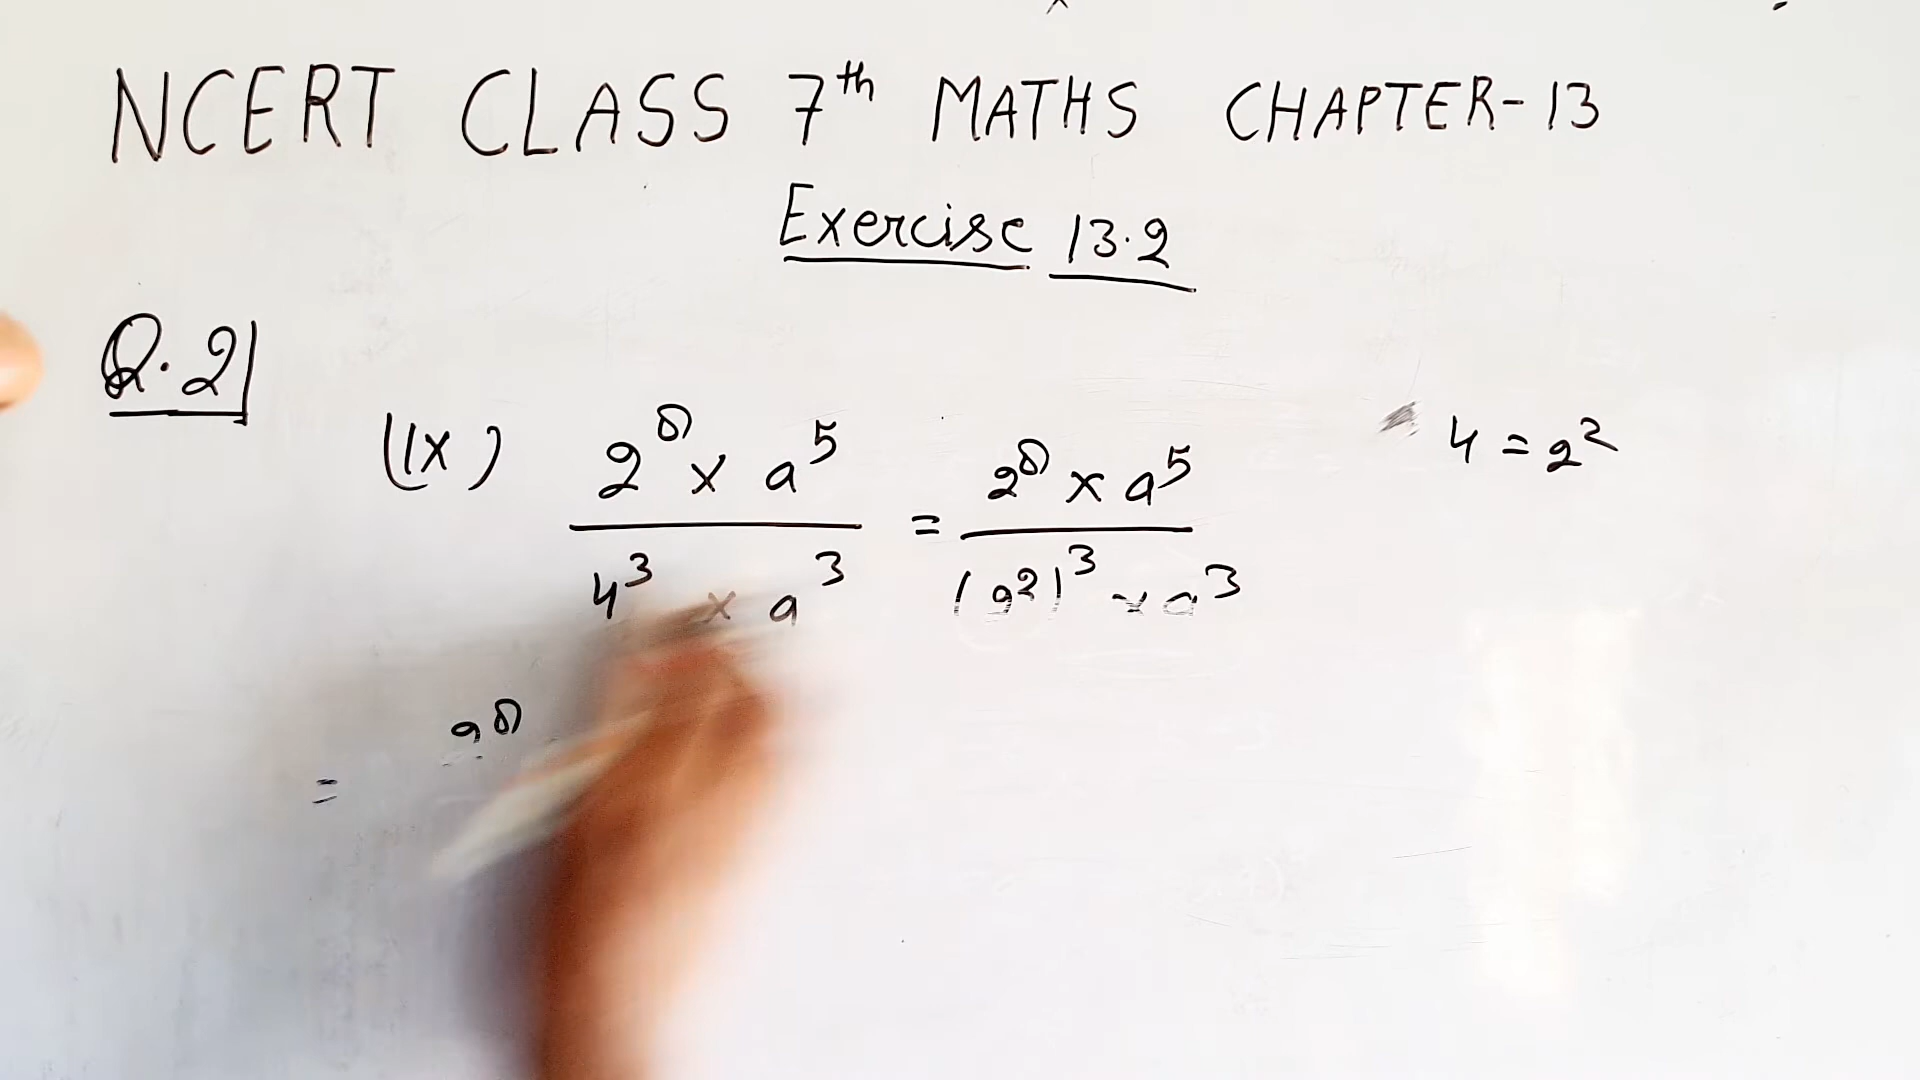 NCERT CLASS 7th MATHS CHAPTER-13
Exercise 13.2
Q.2|
(ix) 2⁸ x a⁵ / 4³ x a³ = 2⁸ x a⁵ / (2²)³ x a³
4 = 2²
= 2⁸